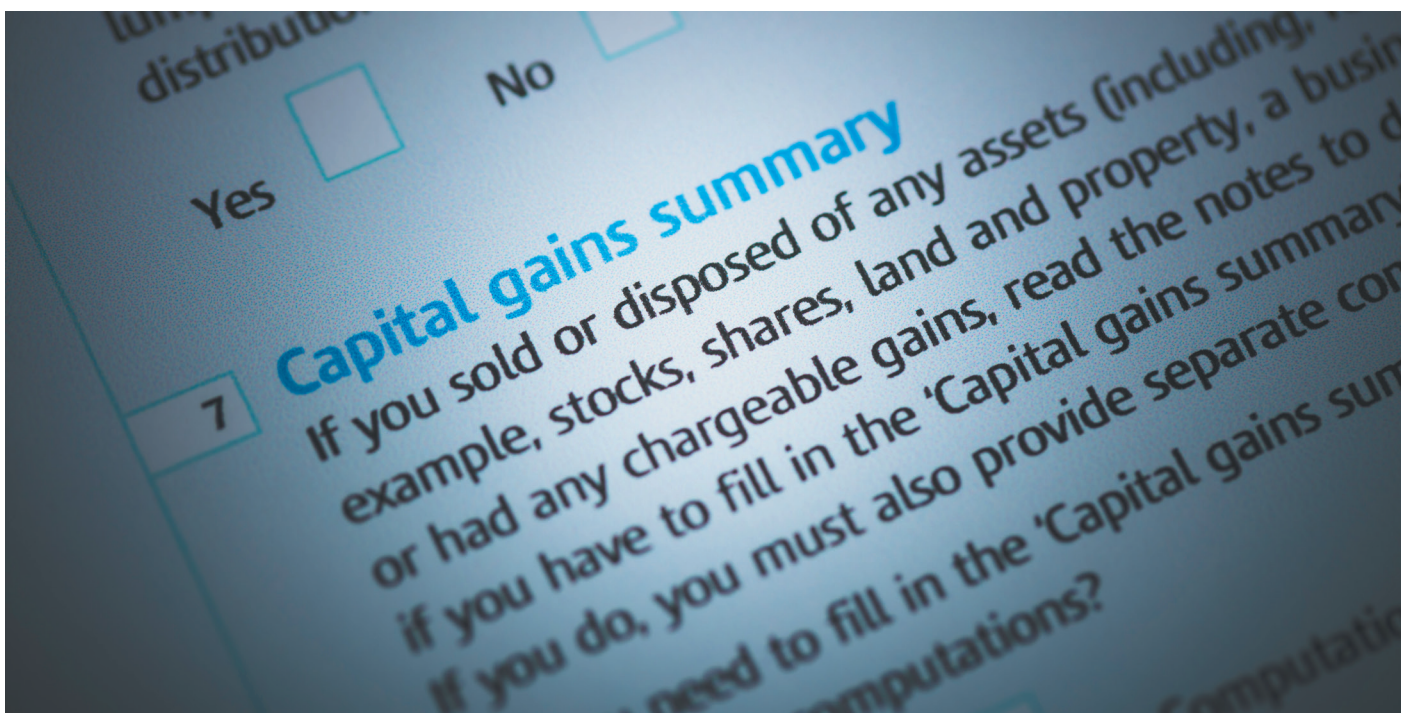 distribution
Yes No
Capital gains summary
7 If you sold or disposed of any assets (including,
example, stocks, shares, land and property, a busin
or had any chargeable gains, read the notes to d
if you have to fill in the ‘Capital gains summary
If you do, you must also provide separate con
need to fill in the ‘Capital gains sum
omputations?
Computatio